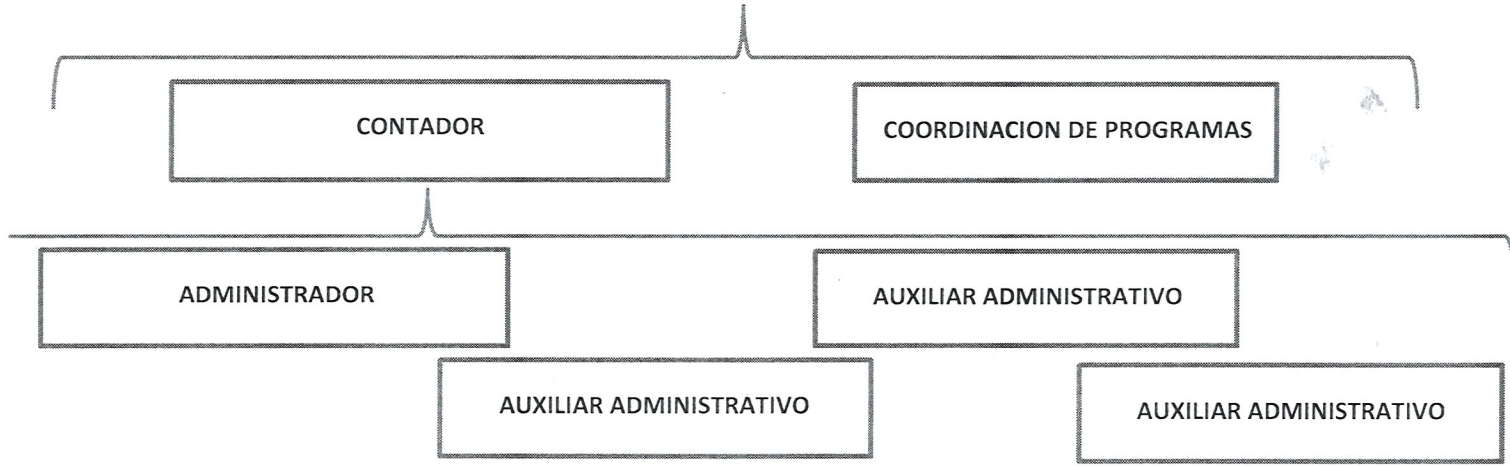 CONTADOR
COORDINACION DE PROGRAMAS
ADMINISTRADOR
AUXILIAR ADMINISTRATIVO
AUXILIAR ADMINISTRATIVO
AUXILIAR ADMINISTRATIVO